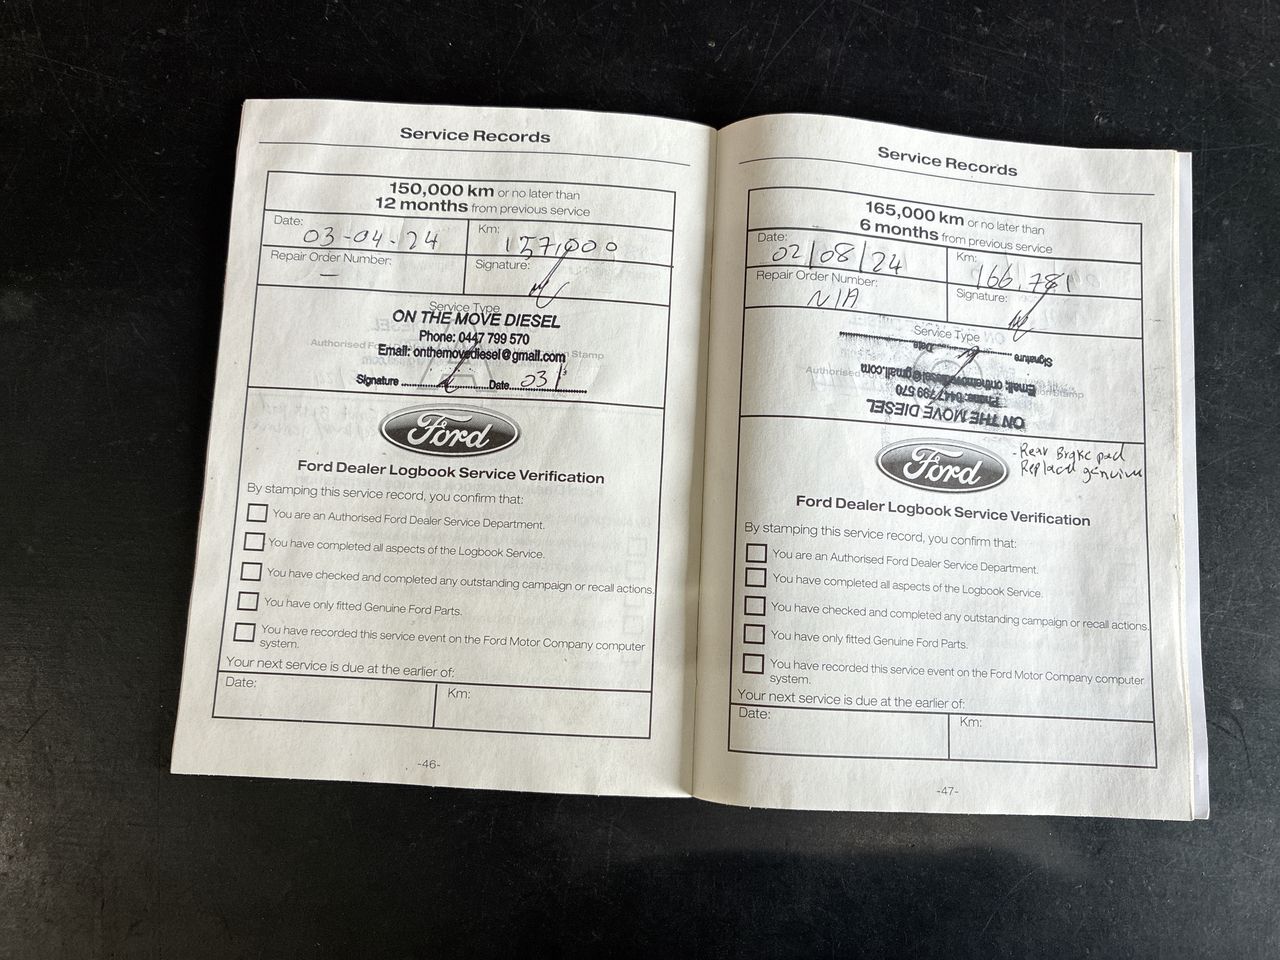 Service Records
150,000 km or no later than
12 months from previous service
Date:
03-04-24
Km:
157,000
Repair Order Number:
—
Signature:
Service Type
ON THE MOVE DIESEL
Phone: 0447 799 570
Email: onthemovediesel@gmail.com
Signature Date 03
Stamp
Ford
Ford Dealer Logbook Service Verification
By stamping this service record, you confirm that:
You are an Authorised Ford Dealer Service Department.
You have completed all aspects of the Logbook Service.
You have checked and completed any outstanding campaign or recall actions.
You have only fitted Genuine Ford Parts.
You have recorded this service event on the Ford Motor Company computer
system.
Your next service is due at the earlier of:
Date:
Km:
-46-
Service Records
165,000 km or no later than
6 months from previous service
Date:
02/08/24
Km:
166,781
Repair Order Number:
N/A
Signature:
Service Type
Signature Date
Email: onthemovediesel@gmail.com
Phone: 0447 799 570
ON THE MOVE DIESEL
Ford
- Rear Brake pad
Replaced genuine
Ford Dealer Logbook Service Verification
By stamping this service record, you confirm that:
You are an Authorised Ford Dealer Service Department.
You have completed all aspects of the Logbook Service.
You have checked and completed any outstanding campaign or recall actions.
You have only fitted Genuine Ford Parts.
You have recorded this service event on the Ford Motor Company computer
system.
Your next service is due at the earlier of:
Date:
Km:
-47-